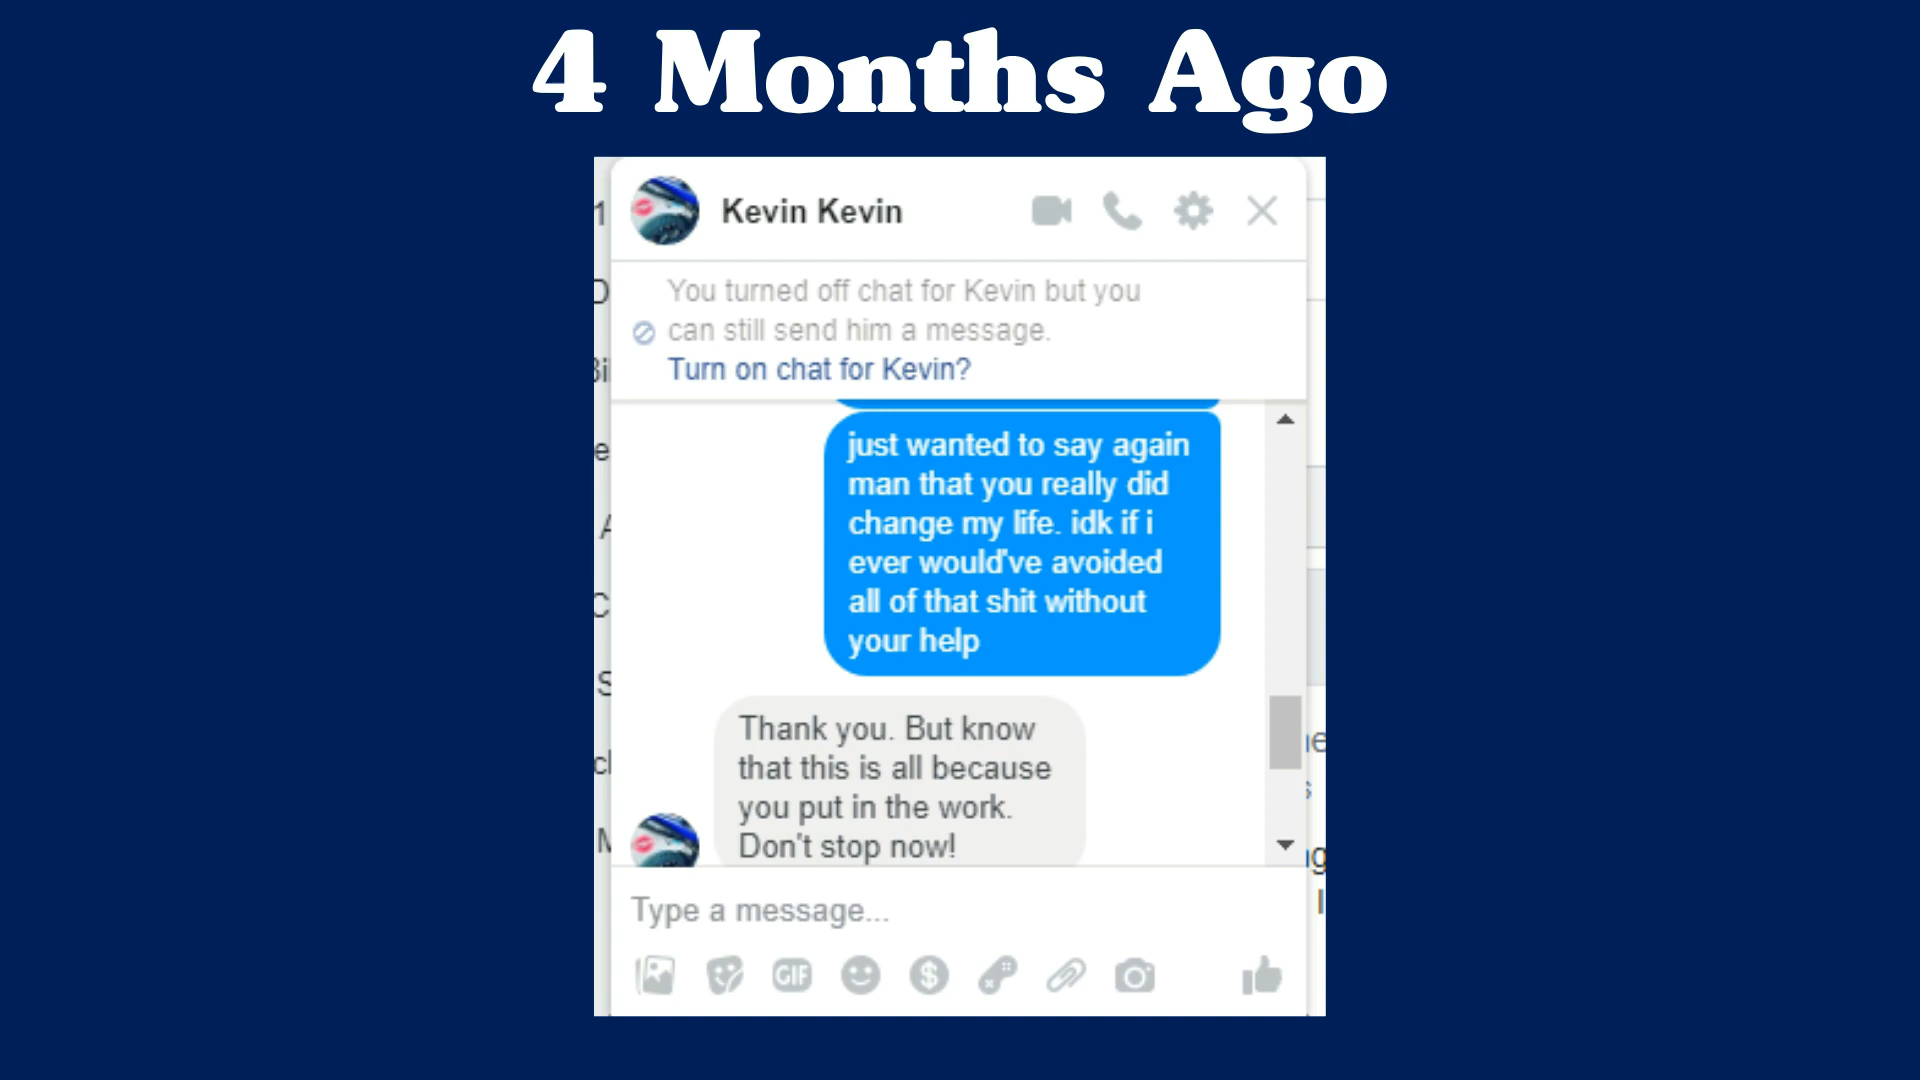 4 Months Ago
Kevin Kevin
You turned off chat for Kevin but you
can still send him a message.
Turn on chat for Kevin?
just wanted to say again
man that you really did
change my life. idk if i
ever would've avoided
all of that shit without
your help
Thank you. But know
that this is all because
you put in the work.
Don't stop now!
Type a message...
GIF